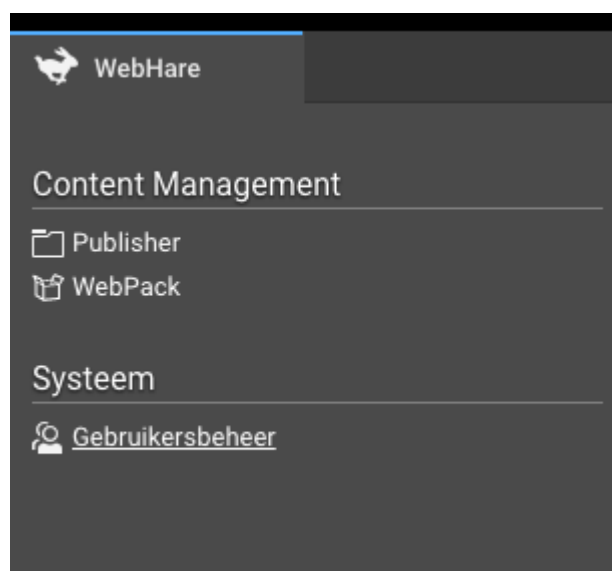 WebHare
Content Management
Publisher
WebPack
Systeem
Gebruikersbeheer